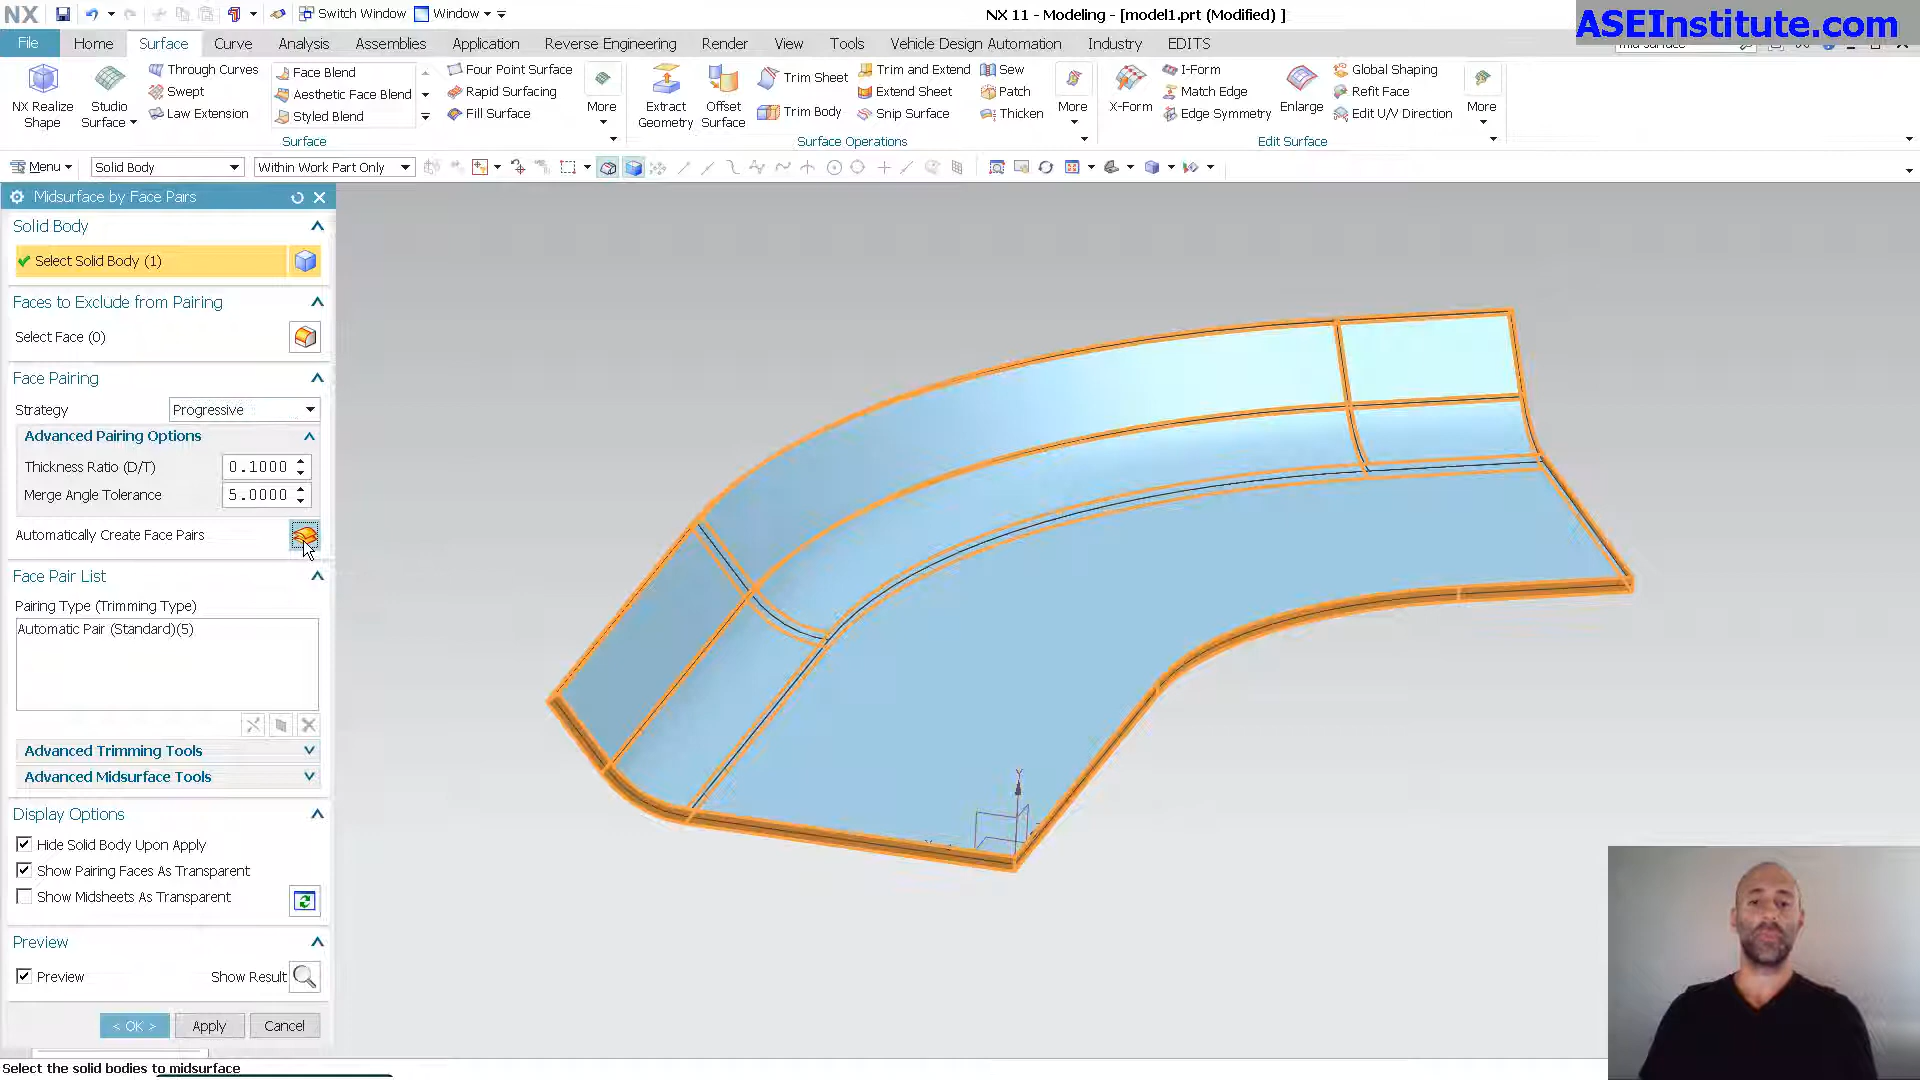 NX
Switch Window
Window
NX 11 - Modeling - [model1.prt (Modified) ]
ASEInstitute.com
File
Home
Surface
Curve
Analysis
Assemblies
Application
Reverse Engineering
Render
View
Tools
Vehicle Design Automation
Industry
EDITS
NX Realize
Shape
Studio
Surface
Through Curves
Swept
Law Extension
Face Blend
Aesthetic Face Blend
Styled Blend
Four Point Surface
Rapid Surfacing
Fill Surface
More
Surface
Extract
Geometry
Offset
Surface
Trim Sheet
Trim Body
Trim and Extend
Extend Sheet
Snip Surface
Sew
Patch
Thicken
More
Surface Operations
X-Form
I-Form
Match Edge
Edge Symmetry
Enlarge
Global Shaping
Refit Face
Edit U/V Direction
More
Edit Surface
Menu
Solid Body
Within Work Part Only
Midsurface by Face Pairs
Solid Body
Select Solid Body (1)
Faces to Exclude from Pairing
Select Face (0)
Face Pairing
Strategy
Progressive
Advanced Pairing Options
Thickness Ratio (D/T)
0.1000
Merge Angle Tolerance
5.0000
Automatically Create Face Pairs
Face Pair List
Pairing Type (Trimming Type)
Automatic Pair (Standard)(5)
Advanced Trimming Tools
Advanced Midsurface Tools
Display Options
Hide Solid Body Upon Apply
Show Pairing Faces As Transparent
Show Midsheets As Transparent
Preview
Preview
Show Result
< OK >
Apply
Cancel
Select the solid bodies to midsurface
Y